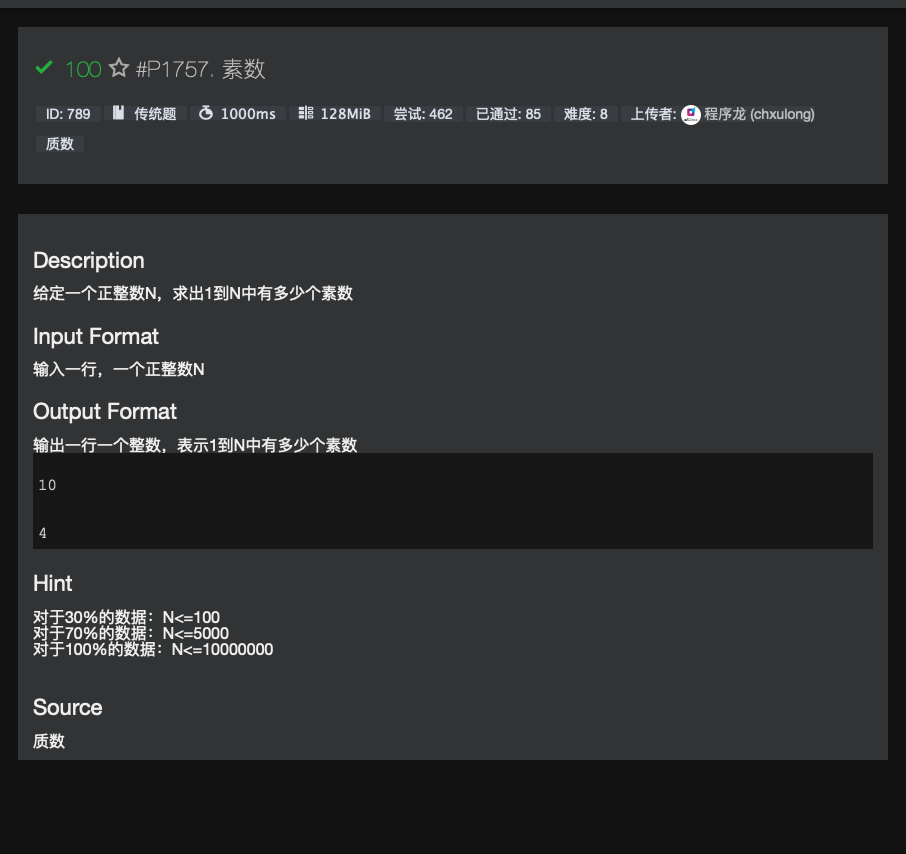 100 #P1757. 素数
ID: 789 传统题 1000ms 128MiB 尝试: 462 已通过: 85 难度: 8 上传者: 程序龙 (chxulong)
质数
Description
给定一个正整数N，求出1到N中有多少个素数
Input Format
输入一行，一个正整数N
Output Format
输出一行一个整数，表示1到N中有多少个素数
10
4
Hint
对于30%的数据：N<=100
对于70%的数据：N<=5000
对于100%的数据：N<=10000000
Source
质数